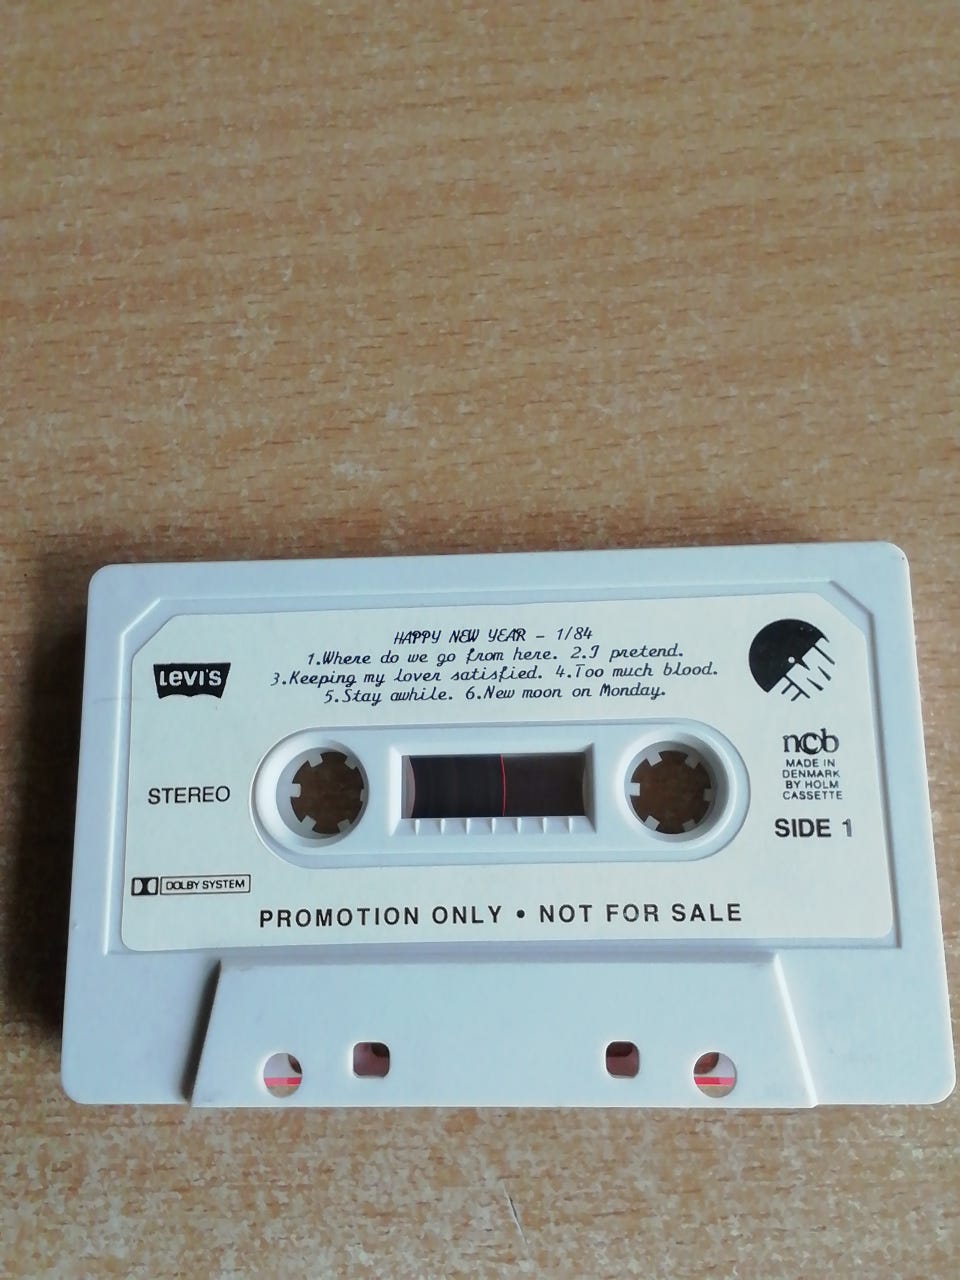 HAPPY NEW YEAR - 1/84
1.Where do we go from here. 2.I pretend.
3.Keeping my lover satisfied. 4.Too much blood.
5.Stay awhile. 6.New moon on Monday.
LEVI'S
EMI
ncb
MADE IN
DENMARK
BY HOLM
CASSETTE
STEREO
SIDE 1
DOLBY SYSTEM
PROMOTION ONLY • NOT FOR SALE